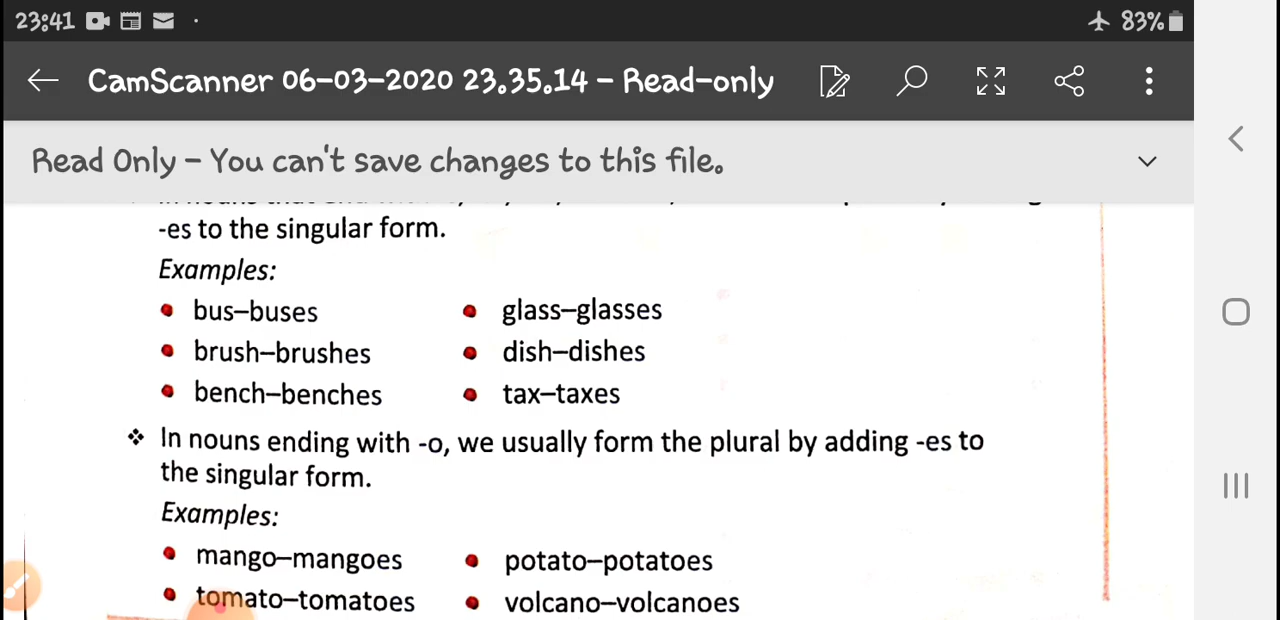 23:41 83%
CamScanner 06-03-2020 23.35.14 - Read-only
Read Only - You can't save changes to this file.
-es to the singular form.
Examples:
bus–buses glass–glasses
brush–brushes dish–dishes
bench–benches tax–taxes
❖ In nouns ending with -o, we usually form the plural by adding -es to
the singular form.
Examples:
mango–mangoes potato–potatoes
tomato–tomatoes volcano–volcanoes